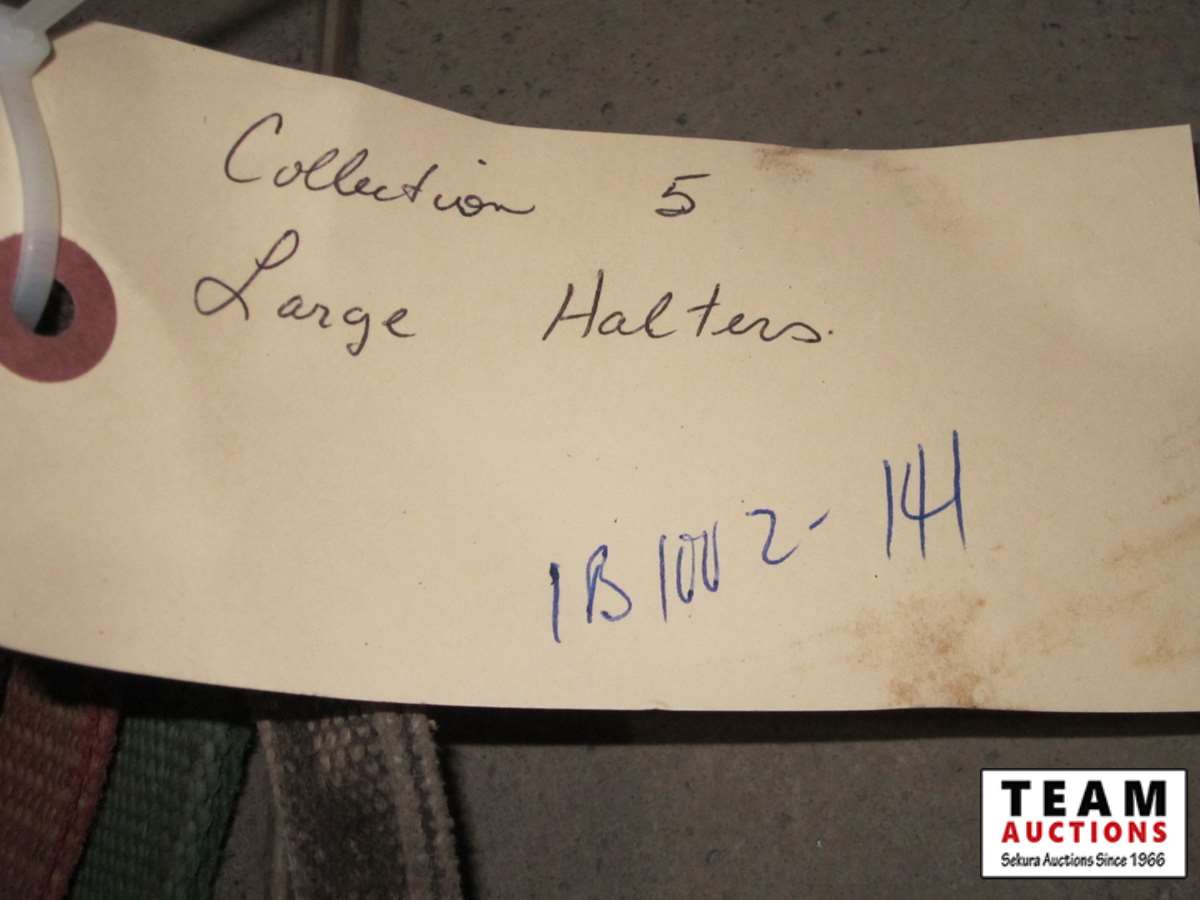 Collection 5
Large Halters.
1B1002-141
TEAM
AUCTIONS
Sekura Auctions Since 1966